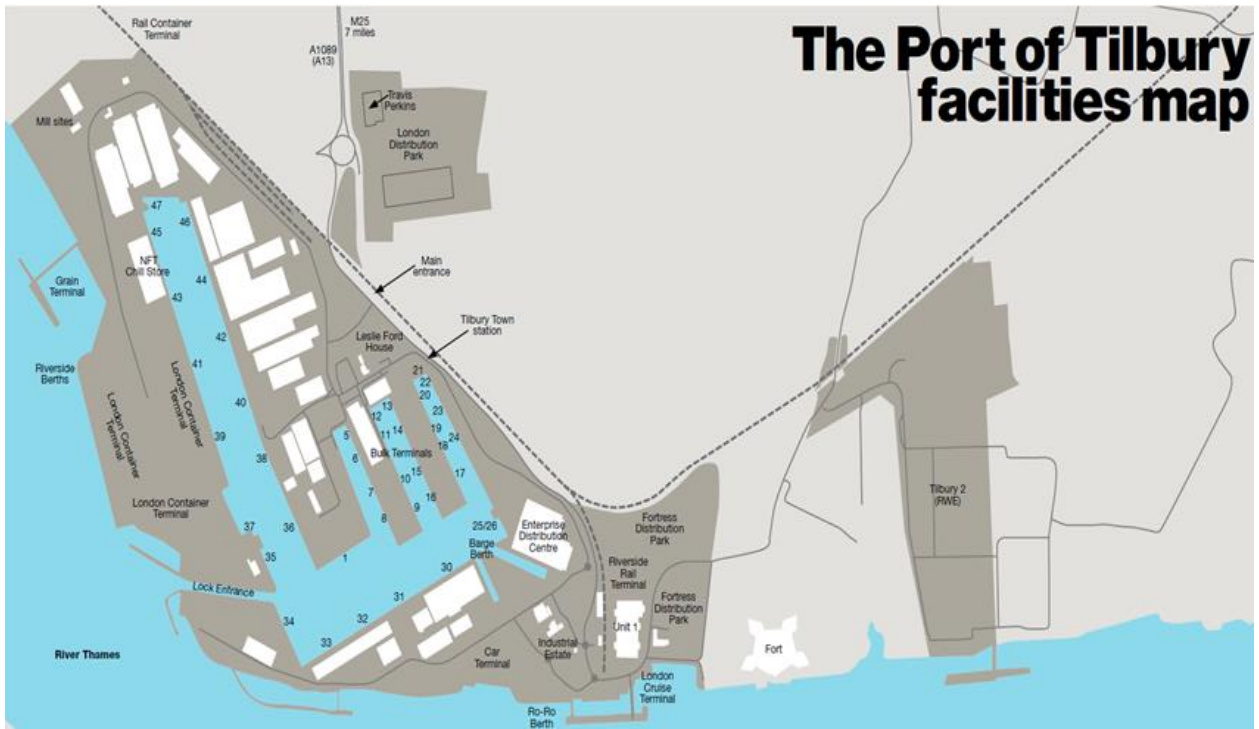 The Port of Tilbury
facilities map
Rail Container
Terminal
M25
7 miles
A1089
(A13)
Travis
Perkins
London
Distribution
Park
Mill sites
47
46
45
NFT
Chill Store
44
43
Grain
Terminal
Main
entrance
42
Tilbury Town
station
Leslie Ford
House
Riverside
Berths
41
London Container
Terminal
London Container
Terminal
40
39
38
21
22
20
13
12
23
5
11
14
19
24
18
6
Bulk Terminals
15
17
10
7
16
9
8
London Container
Terminal
37
36
35
1
25/26
Barge
Berth
Enterprise
Distribution
Centre
Fortress
Distribution
Park
Tilbury 2
(RWE)
30
Riverside
Rail
Terminal
Lock Entrance
31
34
32
33
Fortress
Distribution
Park
Unit 1
Industrial
Estate
Fort
River Thames
Car
Terminal
London
Cruise
Terminal
Ro-Ro
Berth